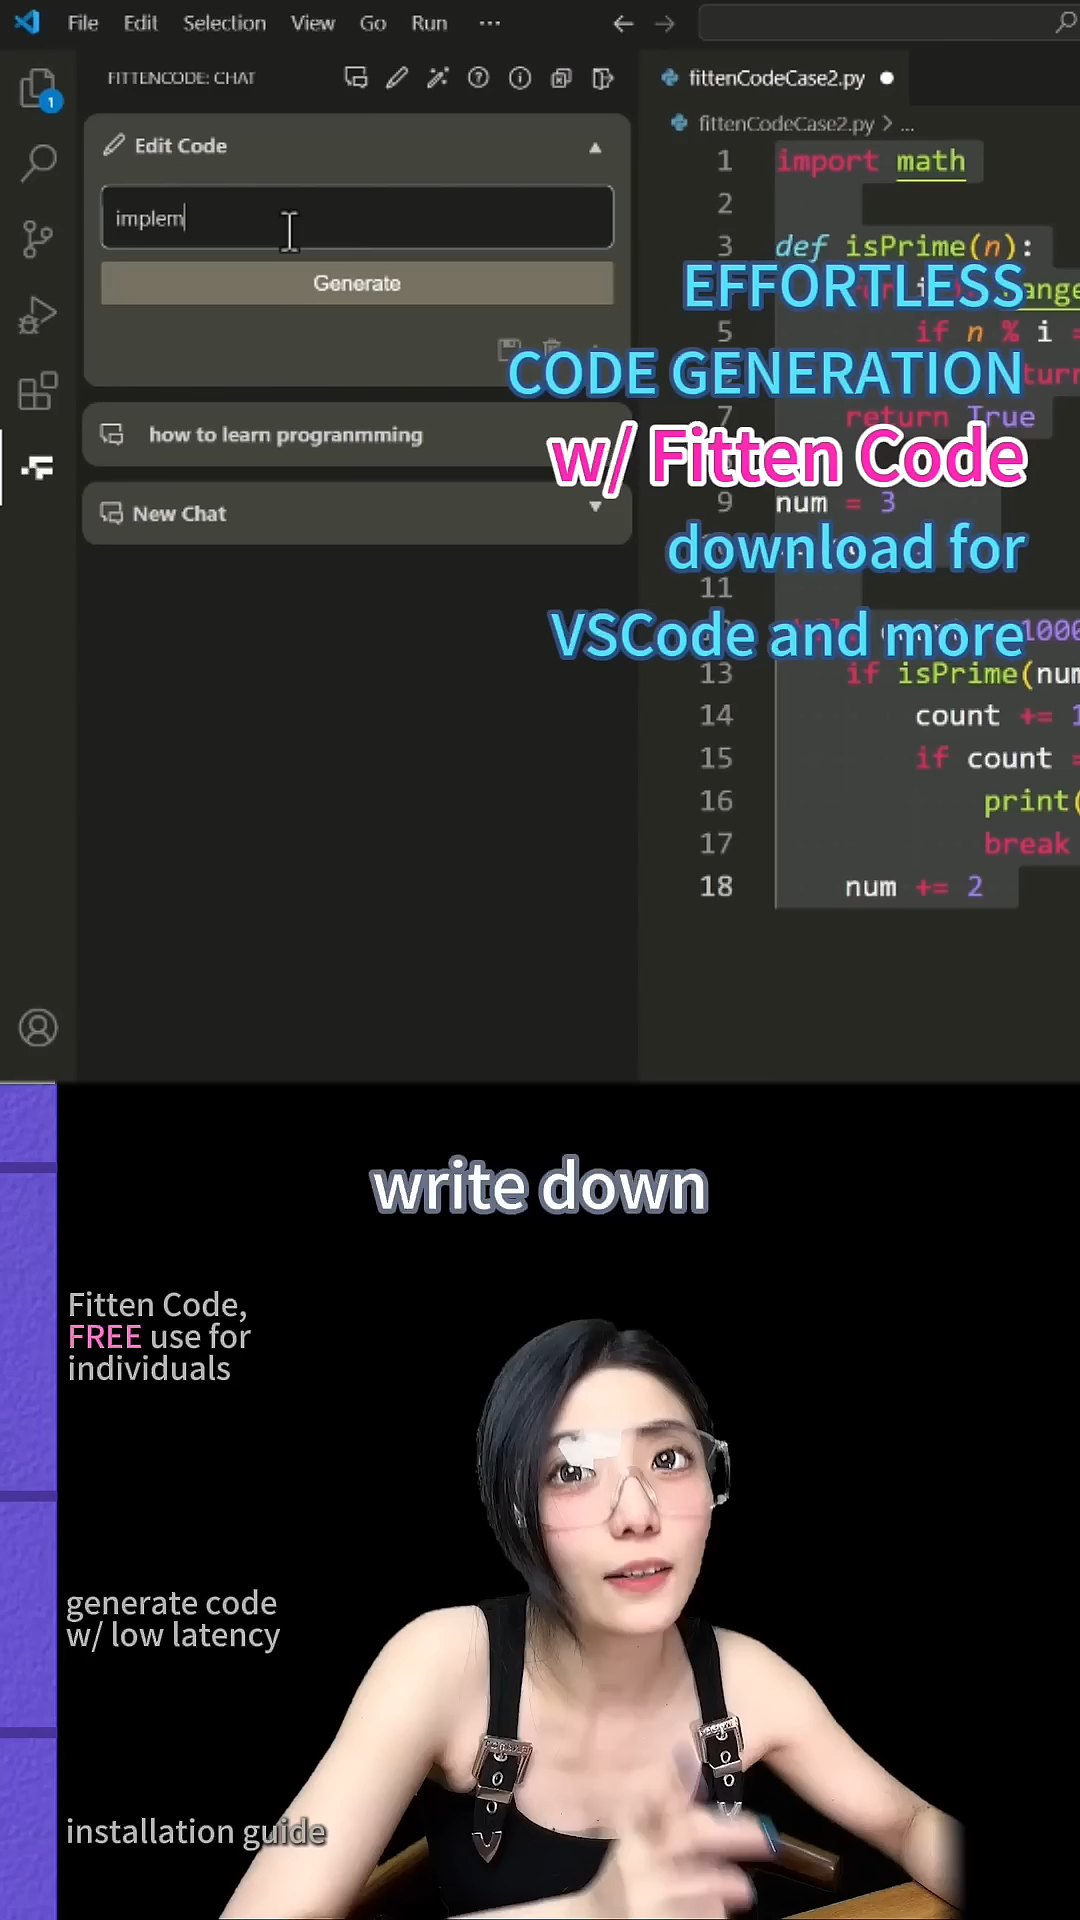 File Edit Selection View Go Run ...
FITTENCODE: CHAT
1
Edit Code
implem
Generate
how to learn progranmming
New Chat
fittenCodeCase2.py
fittenCodeCase2.py > ...
1 import math
2
3 def isPrime(n):
5 if n % i =
7 return True
9 num = 3
11
1000
13 if isPrime(num
14 count += 1
15 if count =
16 print(
17 break
18 num += 2
EFFORTLESS
CODE GENERATION
w/ Fitten Code
download for
VSCode and more
write down
Fitten Code,
FREE use for
individuals
generate code
w/ low latency
installation guide